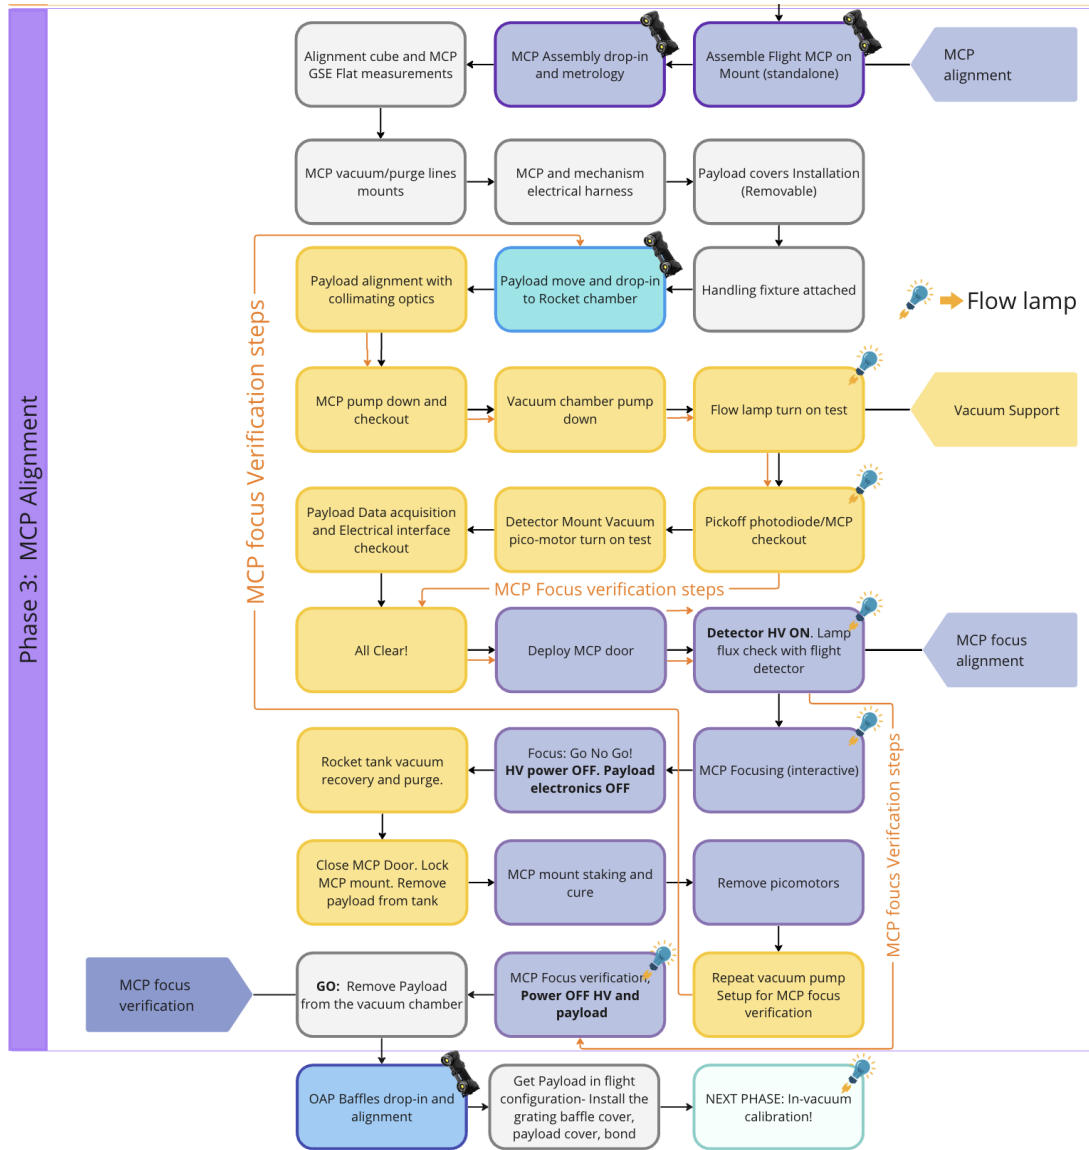 Phase 3: MCP Alignment
Alignment cube and MCP
GSE Flat measurements
MCP Assembly drop-in
and metrology
Assemble Flight MCP on
Mount (standalone)
MCP
alignment
MCP vacuum/purge lines
mounts
MCP and mechanism
electrical harness
Payload covers Installation
(Removable)
MCP focus Verification steps
Payload alignment with
collimating optics
Payload move and drop-in
to Rocket chamber
Handling fixture attached
Flow lamp
MCP pump down and
checkout
Vacuum chamber pump
down
Flow lamp turn on test
Vacuum Support
Payload Data acquisition
and Electrical interface
checkout
Detector Mount Vacuum
pico-motor turn on test
Pickoff photodiode/MCP
checkout
MCP Focus verification steps
All Clear!
Deploy MCP door
Detector HV ON. Lamp
flux check with flight
detector
MCP focus
alignment
Rocket tank vacuum
recovery and purge.
Focus: Go No Go!
HV power OFF. Payload
electronics OFF
MCP Focusing (interactive)
MCP foucs Verifcation steps
Close MCP Door. Lock
MCP mount. Remove
payload from tank
MCP mount staking and
cure
Remove picomotors
MCP focus
verification
GO: Remove Payload
from the vacuum chamber
MCP Focus verification,
Power OFF HV and
payload
Repeat vacuum pump
Setup for MCP focus
verification
OAP Baffles drop-in and
alignment
Get Payload in flight
configuration- Install the
grating baffle cover,
payload cover, bond
NEXT PHASE: In-vacuum
calibration!